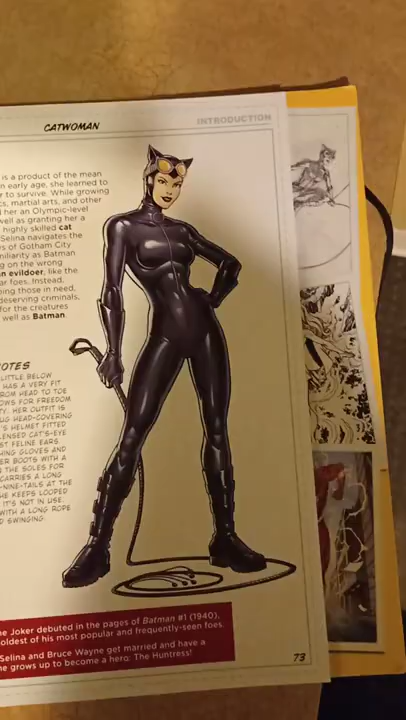 CATWOMAN
INTRODUCTION
is a product of the mean
n early age, she learned to
r to survive. While growing
cs, martial arts, and other
d her an Olympic-level
well as granting her a
highly skilled cat
Selina navigates the
s of Gotham City
miliarity as Batman
g on the wrong
n evildoer, like the
ar foes. Instead,
ping those in need,
deserving criminals,
for the creatures
well as Batman.
OTES
LITTLE BELOW
HAS A VERY FIT
ROM HEAD TO TOE
OWS FOR FREEDOM
TY. HER OUTFIT IS
UG HEAD-COVERING
'S HELMET FITTED
LENSED CAT'S-EYE
ST FELINE EARS.
HING GLOVES AND
ER BOOTS WITH A
N THE SOLES FOR
CARRIES A LONG
-NINE-TAILS AT THE
HE KEEPS LOOPED
IT'S NOT IN USE.
WITH A LONG ROPE
D SWINGING.
e Joker debuted in the pages of Batman #1 (1940),
oldest of his most popular and frequently-seen foes.
Selina and Bruce Wayne get married and have a
e grows up to become a hero: The Huntress!
73